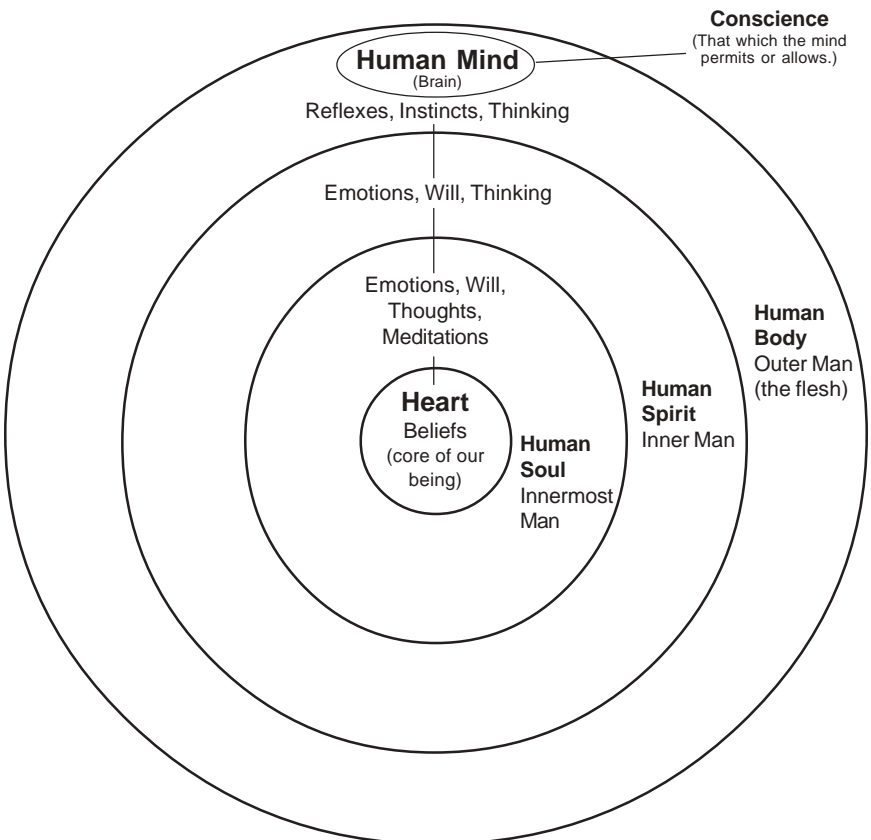 Conscience
(That which the mind
permits or allows.)
Human Mind
(Brain)
Reflexes, Instincts, Thinking
Emotions, Will, Thinking
Emotions, Will,
Thoughts,
Meditations
Human
Body
Outer Man
(the flesh)
Human
Spirit
Inner Man
Heart
Beliefs
(core of our
being)
Human
Soul
Innermost
Man